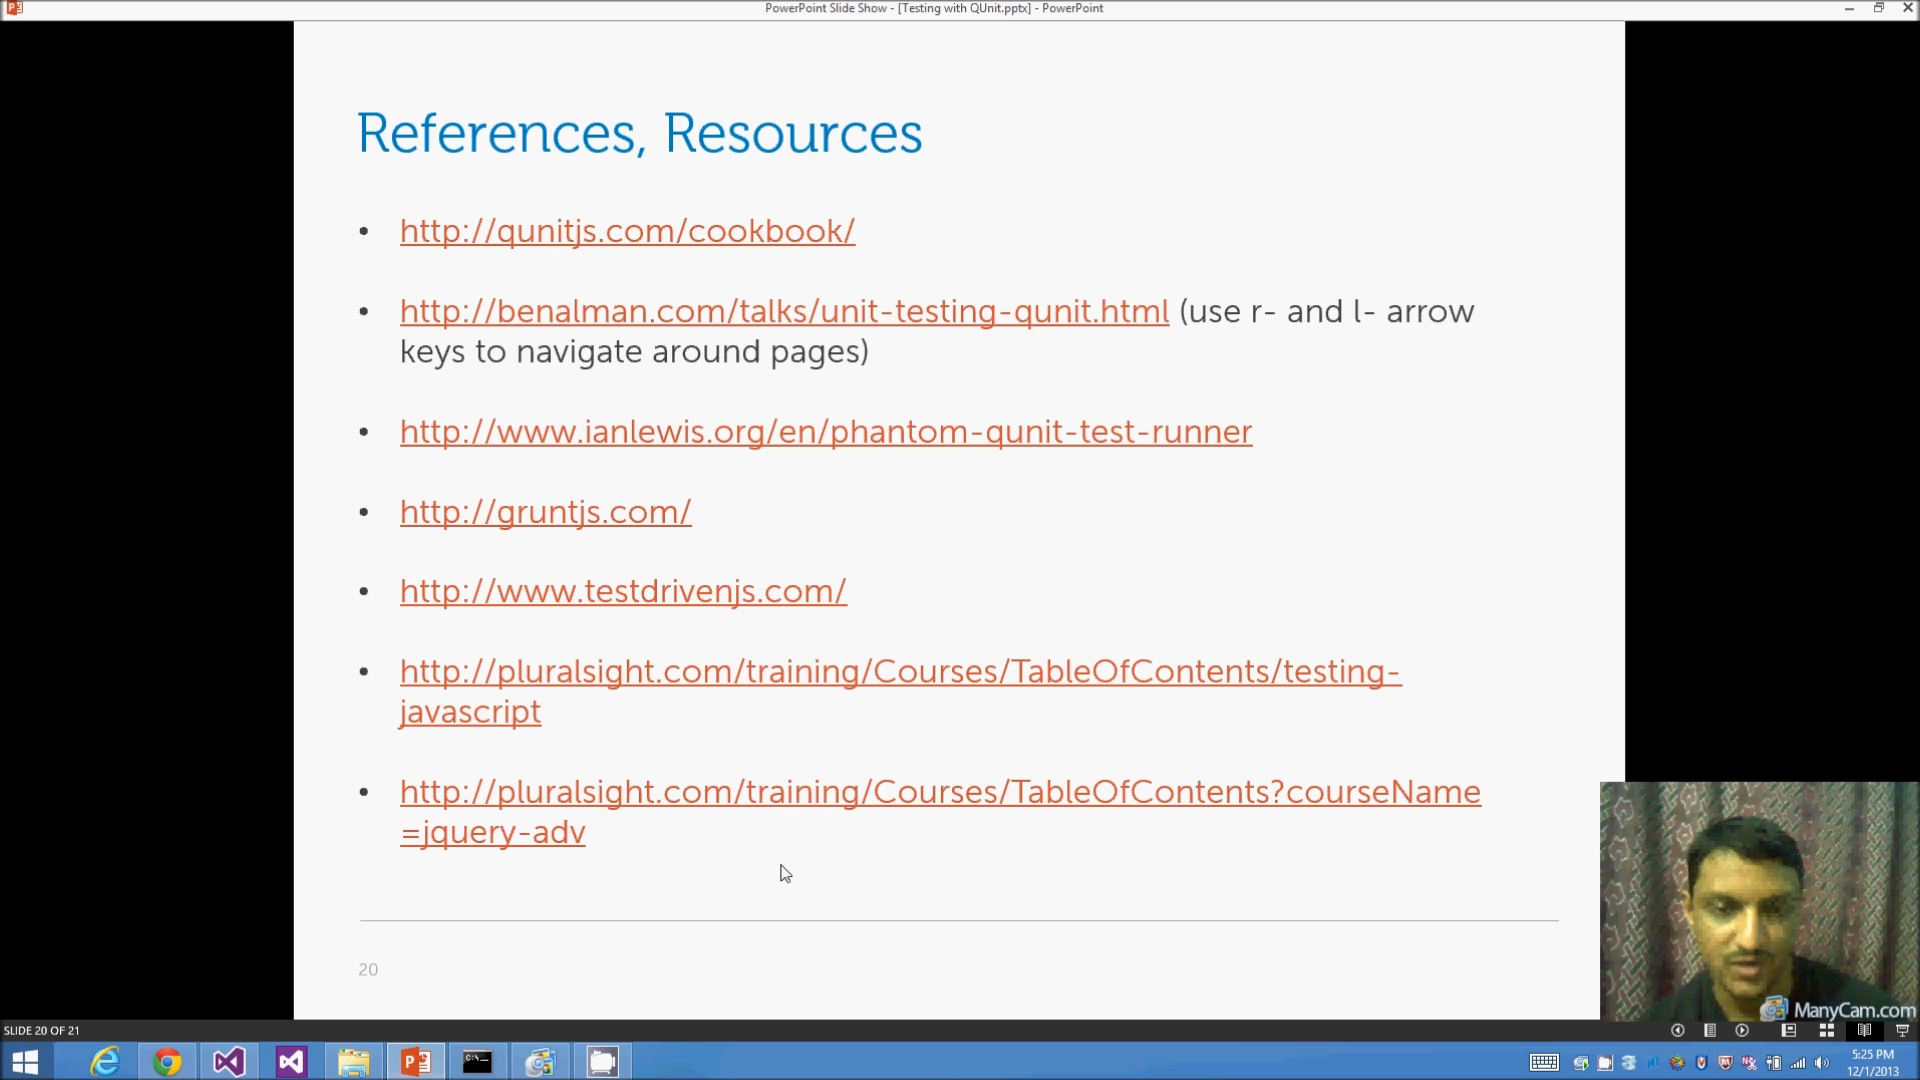 PowerPoint Slide Show - [Testing with QUnit.pptx] - PowerPoint
References, Resources
• http://qunitjs.com/cookbook/
• http://benalman.com/talks/unit-testing-qunit.html (use r- and l- arrow
keys to navigate around pages)
• http://www.ianlewis.org/en/phantom-qunit-test-runner
• http://gruntjs.com/
• http://www.testdrivenjs.com/
• http://pluralsight.com/training/Courses/TableOfContents/testing-
javascript
• http://pluralsight.com/training/Courses/TableOfContents?courseName
=jquery-adv
20
ManyCam.com
SLIDE 20 OF 21
5:25 PM
12/1/2013